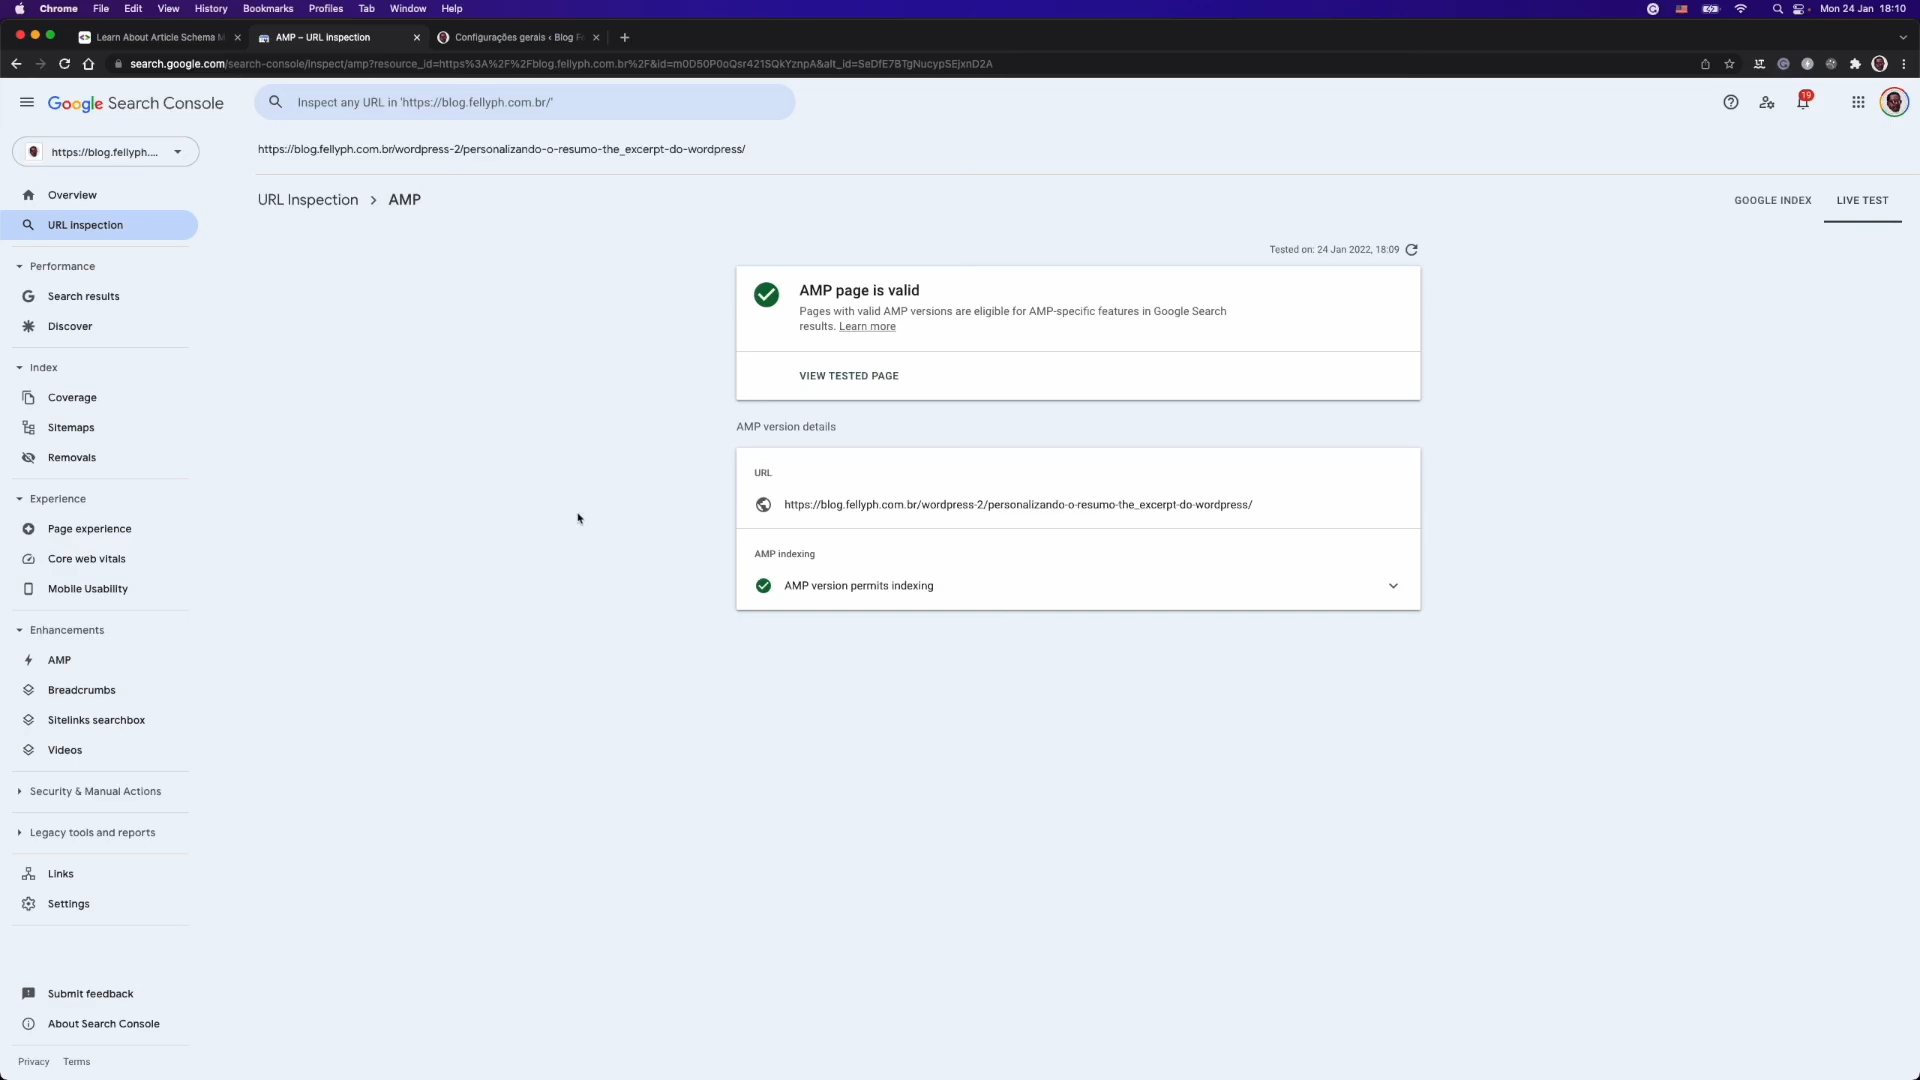 Chrome File Edit View History Bookmarks Profiles Tab Window Help Mon 24 Jan 18:10
Learn About Article Schema M AMP – URL inspection Configurações gerais ‹ Blog Fe
search.google.com/search-console/inspect/amp?resource_id=https%3A%2F%2Fblog.fellyph.com.br%2F&id=m0D50P0oQsr421SQkYznpA&alt_id=SeDfE7BTgNucypSEjxnD2A
Google Search Console
Inspect any URL in 'https://blog.fellyph.com.br/'
19
https://blog.fellyph....
https://blog.fellyph.com.br/wordpress-2/personalizando-o-resumo-the_excerpt-do-wordpress/
URL Inspection AMP
GOOGLE INDEX LIVE TEST
Overview
URL inspection
Performance
Search results
Discover
Index
Coverage
Sitemaps
Removals
Experience
Page experience
Core web vitals
Mobile Usability
Enhancements
AMP
Breadcrumbs
Sitelinks searchbox
Videos
Security & Manual Actions
Legacy tools and reports
Links
Settings
Submit feedback
About Search Console
Privacy Terms
Tested on: 24 Jan 2022, 18:09
AMP page is valid
Pages with valid AMP versions are eligible for AMP-specific features in Google Search
results. Learn more
VIEW TESTED PAGE
AMP version details
URL
https://blog.fellyph.com.br/wordpress-2/personalizando-o-resumo-the_excerpt-do-wordpress/
AMP indexing
AMP version permits indexing